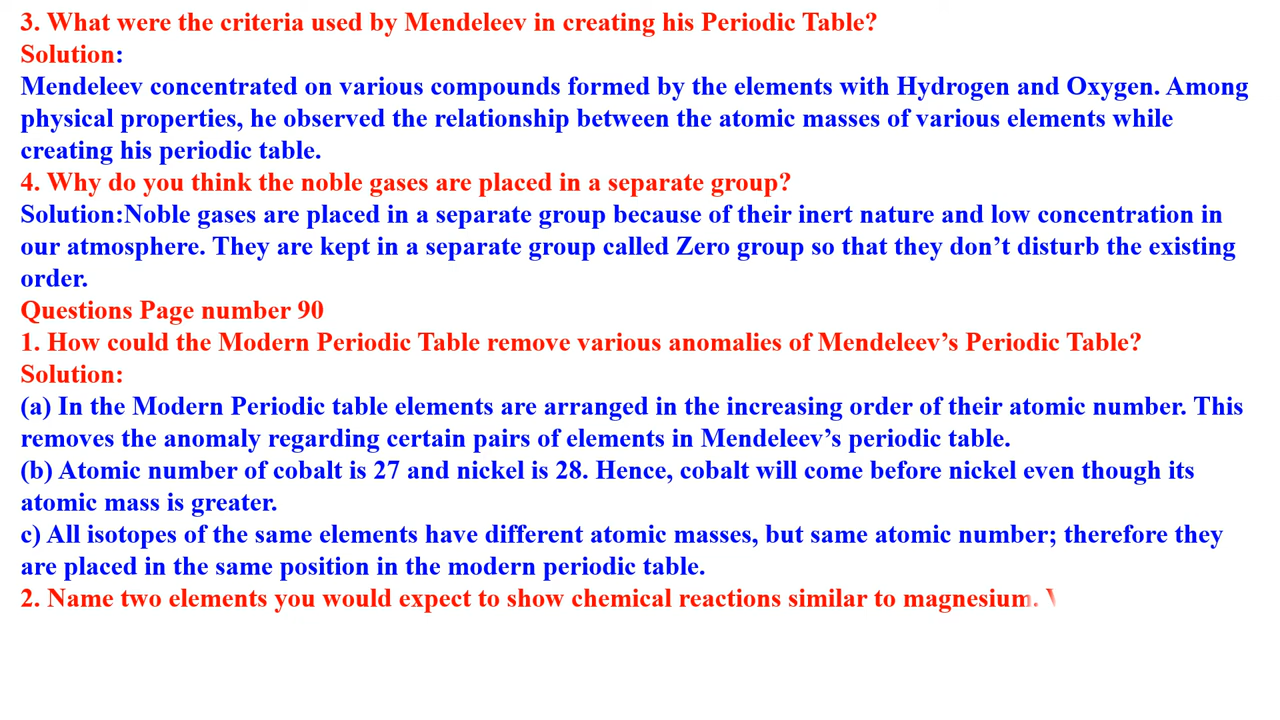 3. What were the criteria used by Mendeleev in creating his Periodic Table?
Solution:
Mendeleev concentrated on various compounds formed by the elements with Hydrogen and Oxygen. Among
physical properties, he observed the relationship between the atomic masses of various elements while
creating his periodic table.
4. Why do you think the noble gases are placed in a separate group?
Solution:Noble gases are placed in a separate group because of their inert nature and low concentration in
our atmosphere. They are kept in a separate group called Zero group so that they don’t disturb the existing
order.
Questions Page number 90
1. How could the Modern Periodic Table remove various anomalies of Mendeleev’s Periodic Table?
Solution:
(a) In the Modern Periodic table elements are arranged in the increasing order of their atomic number. This
removes the anomaly regarding certain pairs of elements in Mendeleev’s periodic table.
(b) Atomic number of cobalt is 27 and nickel is 28. Hence, cobalt will come before nickel even though its
atomic mass is greater.
c) All isotopes of the same elements have different atomic masses, but same atomic number; therefore they
are placed in the same position in the modern periodic table.
2. Name two elements you would expect to show chemical reactions similar to magnesium.